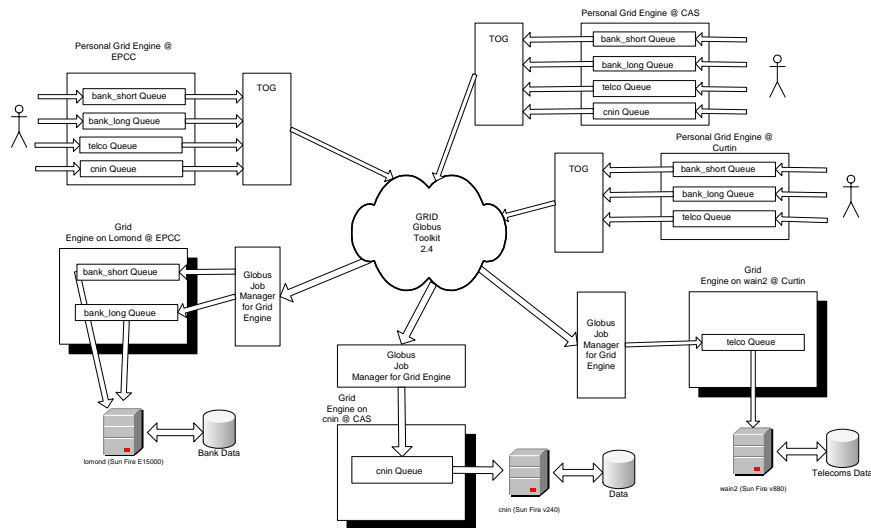 Personal Grid Engine @
EPCC
bank_short Queue
bank_long Queue
telco Queue
cnin Queue
TOG
Personal Grid Engine @ CAS
TOG
bank_short Queue
bank_long Queue
telco Queue
cnin Queue
Personal Grid Engine @
Curtin
TOG
bank_short Queue
bank_long Queue
telco Queue
GRID
Globus
Toolkit
2.4
Grid
Engine on Lomond @ EPCC
bank_short Queue
bank_long Queue
Globus
Job
Manager
for Grid
Engine
lomond (Sun Fire E15000)
Bank Data
Globus
Job
Manager for Grid Engine
Grid
Engine on
cnin @ CAS
cnin Queue
cnin (Sun Fire v240)
Data
Globus
Job
Manager
for Grid
Engine
Grid
Engine on wain2 @ Curtin
telco Queue
wain2 (Sun Fire v880)
Telecoms Data